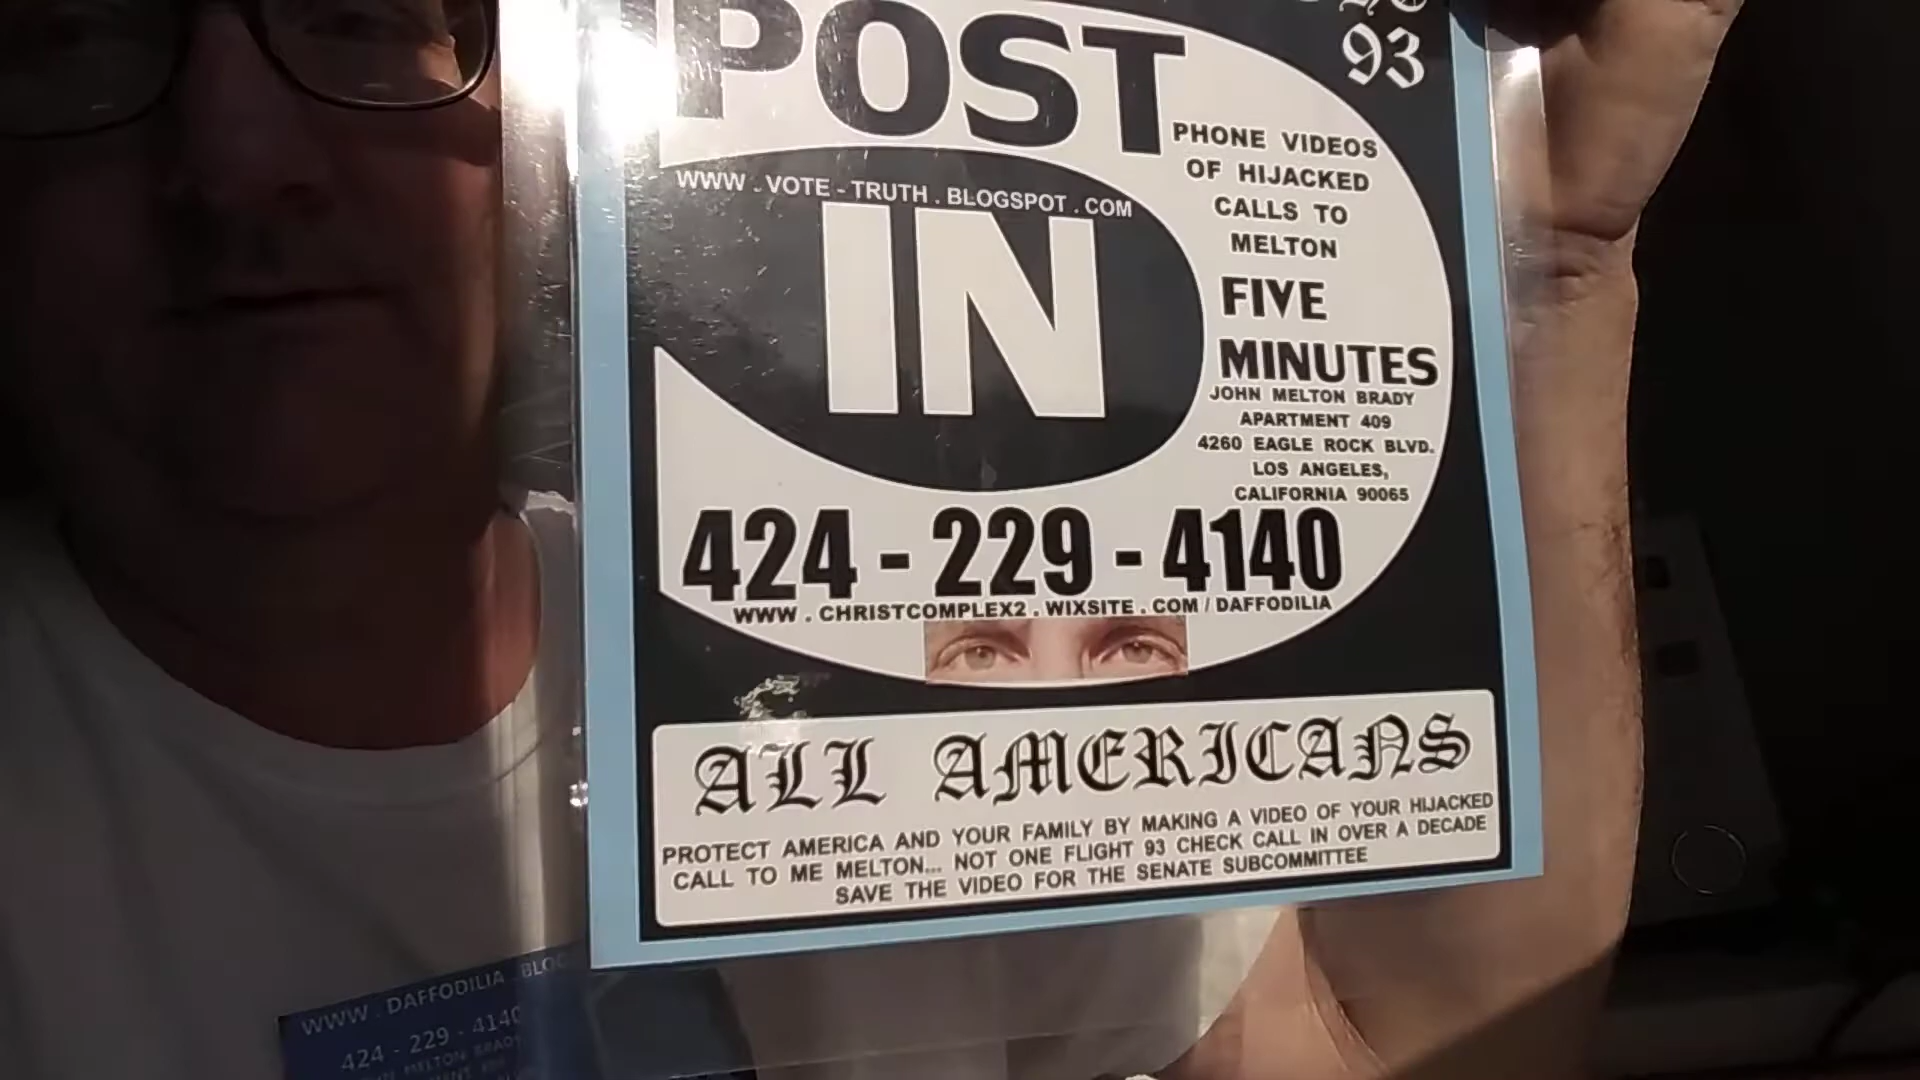 93
POST
PHONE VIDEOS
OF HIJACKED
CALLS TO
MELTON
FIVE
MINUTES
JOHN MELTON BRADY
APARTMENT 409
4260 EAGLE ROCK BLVD.
LOS ANGELES,
CALIFORNIA 90065
WWW . VOTE - TRUTH . BLOGSPOT . COM
IN
424 - 229 - 4140
WWW . CHRISTCOMPLEX2 . WIXSITE . COM / DAFFODILIA
ALL AMERICANS
PROTECT AMERICA AND YOUR FAMILY BY MAKING A VIDEO OF YOUR HIJACKED
CALL TO ME MELTON... NOT ONE FLIGHT 93 CHECK CALL IN OVER A DECADE
SAVE THE VIDEO FOR THE SENATE SUBCOMMITTEE
WWW . DAFFODILIA . BLOG
424 - 229 - 4140
MELTON BRADY